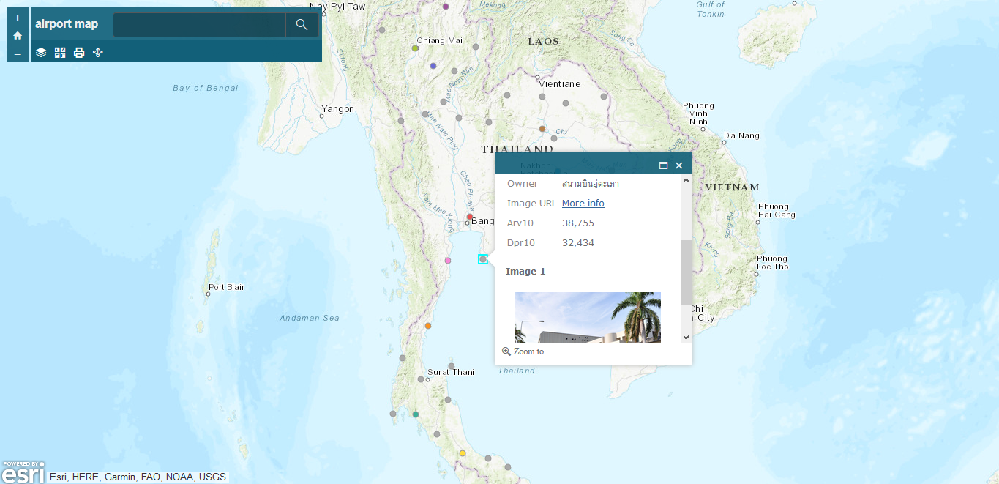 airport map
Nay Pyi Taw
Mekong
Gulf of
Tonkin
Chiang Mai
LAOS
Song Ca
Sittong
Mae Nam Nan
Vientiane
Bay of Bengal
Yangon
Phuong
Vinh
Ninh
Mae Nam Ping
Chi
Da Nang
THAILAND
Nakhon
Chao Phraya
Mae Nam Mae Klong
VIETNAM
Owner สนามบินอู่ตะเภา
Image URL More info
Arv10 38,755
Dpr10 32,434
Image 1
Zoom to
Phuong
Hai Cang
Song Ba
Bang
Krong
Phuong
Loc Tho
Port Blair
Chi
City
Andaman Sea
Thailand
Surat Thani
POWERED BY
esri
Esri, HERE, Garmin, FAO, NOAA, USGS